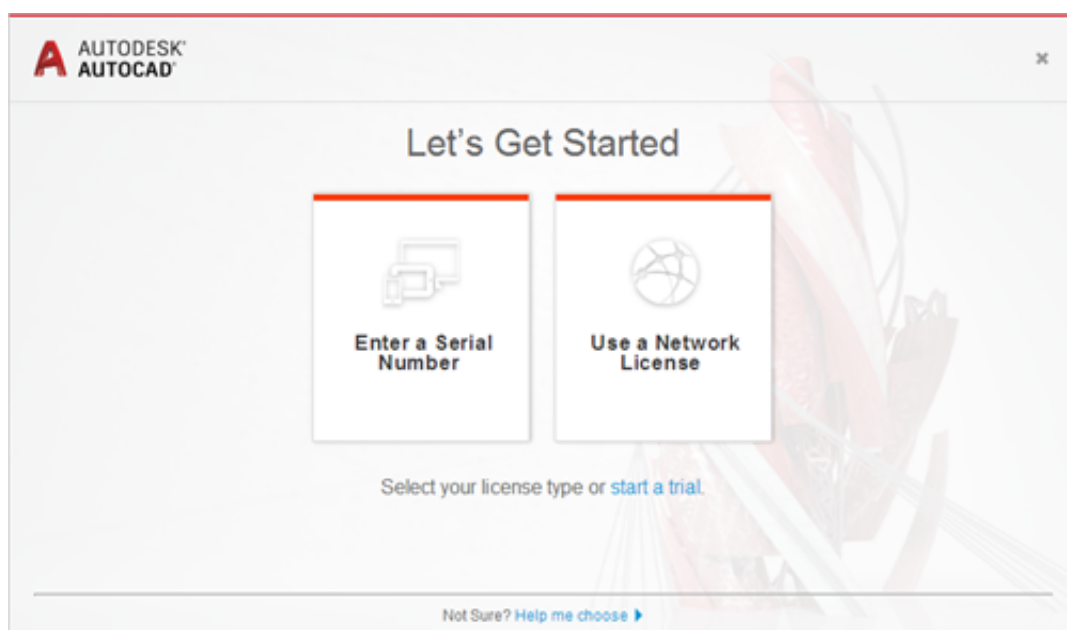 AUTODESK®
AUTOCAD®
Let's Get Started
Enter a Serial
Number
Use a Network
License
Select your license type or start a trial.
Not Sure? Help me choose